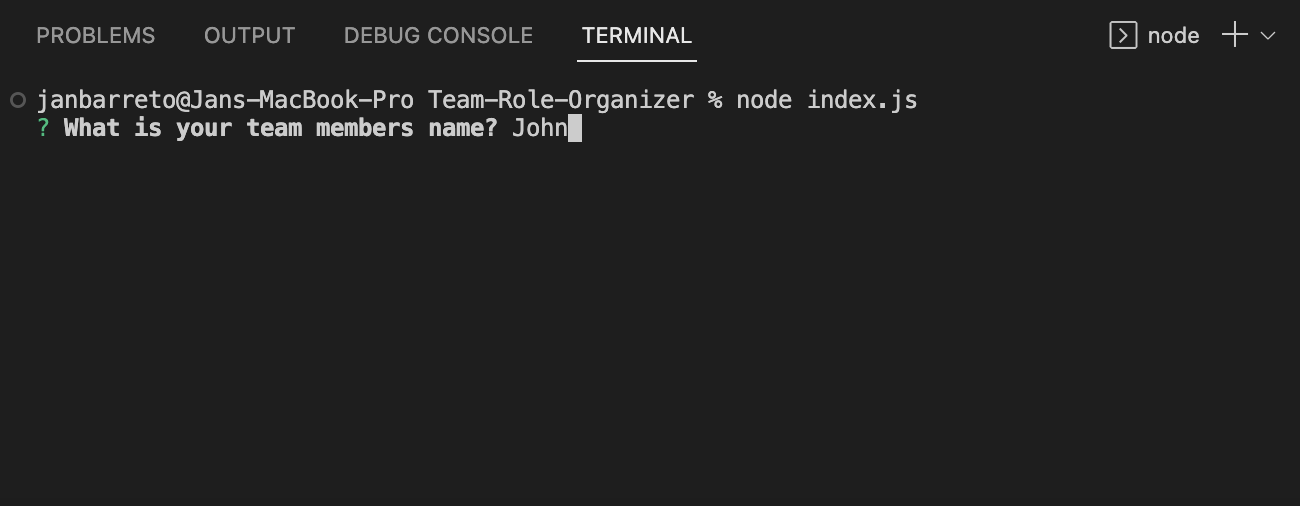 PROBLEMS OUTPUT DEBUG CONSOLE TERMINAL node
janbarreto@Jans-MacBook-Pro Team-Role-Organizer % node index.js
? What is your team members name? John